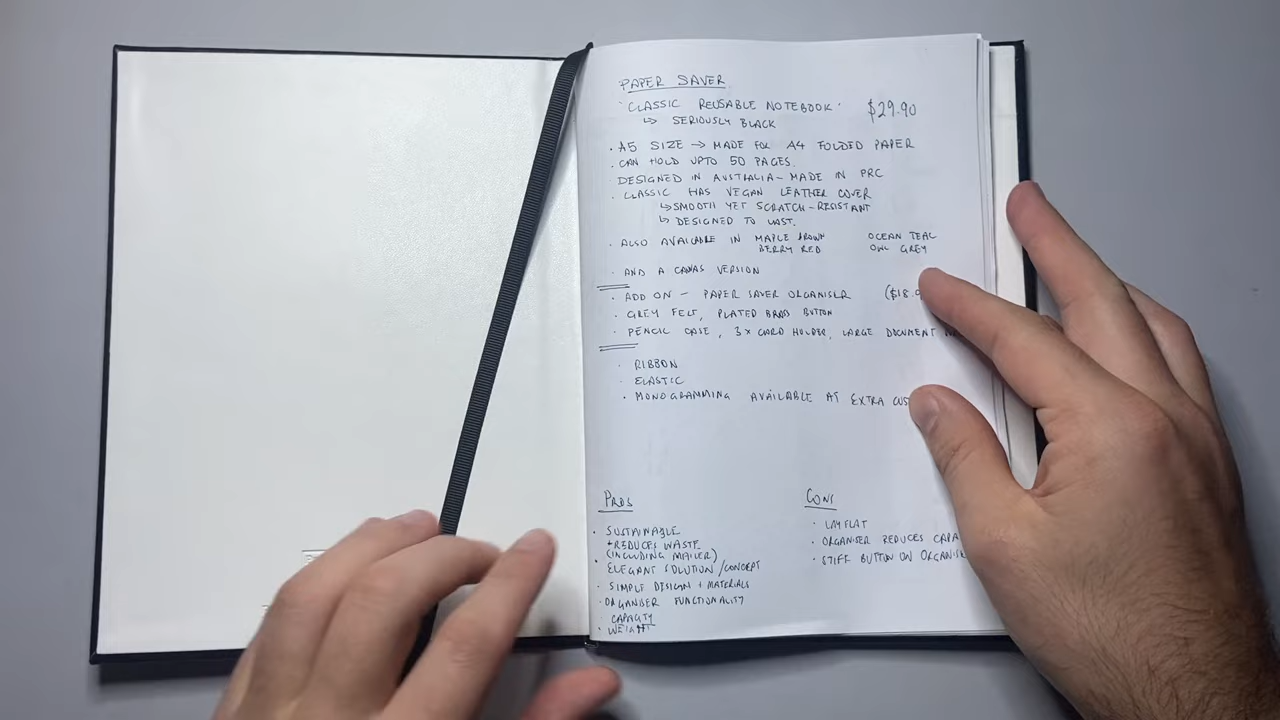 PAPER SAVER
'CLASSIC REUSABLE NOTEBOOK' $29.90
↳ SERIOUSLY BLACK
· A5 SIZE → MADE FOR A4 FOLDED PAPER
· CAN HOLD UPTO 50 PAGES.
· DESIGNED IN AUSTRALIA - MADE IN PRC
· CLASSIC HAS VEGAN LEATHER COVER
↳ SMOOTH YET SCRATCH-RESISTANT
↳ DESIGNED TO LAST.
· ALSO AVAILABLE IN MAPLE BROWN OCEAN TEAL
BERRY RED OWL GREY
· AND A CANVAS VERSION
· ADD ON - PAPER SAVER ORGANISER ($18.9
· GREY FELT, PLATED BRASS BUTTON
· PENCIL CASE, 3 x CARD HOLDER, LARGE DOCUMENT
· RIBBON
· ELASTIC
· MONOGRAMMING AVAILABLE AT EXTRA
PROS
· SUSTAINABLE
+REDUCES WASTE
(INCLUDING MAILER)
· ELEGANT SOLUTION/CONCEPT
· SIMPLE DESIGN + MATERIALS
· ORGANISER FUNCTIONALITY
CAPACITY
· WEIGHT
CONS
· LAY FLAT
· ORGANISER REDUCES CAPA
· STIFF BUTTON ON ORGANISE